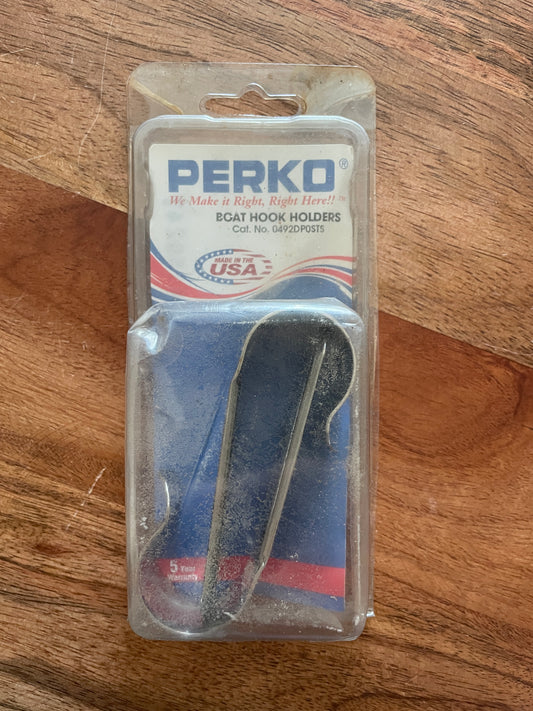 PERKO®
We Make it Right, Right Here!!™
BOAT HOOK HOLDERS
Cat. No. 0492DP0STS
MADE IN THE
USA
5 Year
Warranty